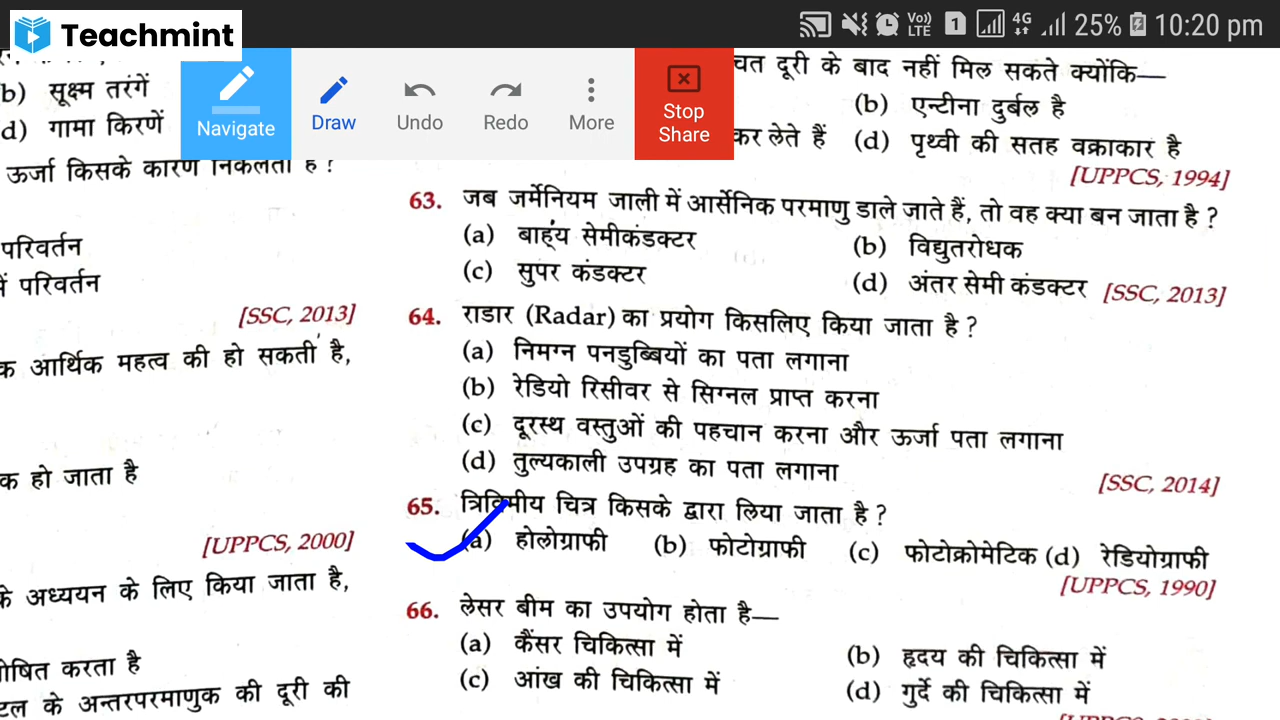 Teachmint
Vo)
LTE
1
4G
25%
10:20 pm
Navigate
Draw
Undo
Redo
More
Stop
Share
b) सूक्ष्म तरंगें
d) गामा किरणें
ऊर्जा किसके कारण निकलती है ?
परिवर्तन
में परिवर्तन
[SSC, 2013]
क आर्थिक महत्व की हो सकती है,
क हो जाता है
[UPPCS, 2000]
के अध्ययन के लिए किया जाता है,
करता है
के अन्तरपरमाणुक की दूरी की
दूरी के बाद नहीं मिल सकते क्योंकि—
(b) एन्टीना दुर्बल है
कर लेते हैं (d) पृथ्वी की सतह वक्राकार है
[UPPCS, 1994]
63. जब जर्मेनियम जाली में आर्सेनिक परमाणु डाले जाते हैं, तो वह क्या बन जाता है ?
(a) बाह्य सेमीकंडक्टर (b) विद्युतरोधक
(c) सुपर कंडक्टर (d) अंतर सेमी कंडक्टर [SSC, 2013]
64. राडार (Radar) का प्रयोग किसलिए किया जाता है ?
(a) निमग्न पनडुब्बियों का पता लगाना
(b) रेडियो रिसीवर से सिग्नल प्राप्त करना
(c) दूरस्थ वस्तुओं की पहचान करना और ऊर्जा पता लगाना
(d) तुल्यकाली उपग्रह का पता लगाना
[SSC, 2014]
65. त्रिविमीय चित्र किसके द्वारा लिया जाता है ?
(a) होलोग्राफी (b) फोटोग्राफी (c) फोटोक्रोमेटिक (d) रेडियोग्राफी
[UPPCS, 1990]
66. लेसर बीम का उपयोग होता है—
(a) कैंसर चिकित्सा में (b) हृदय की चिकित्सा में
(c) आंख की चिकित्सा में (d) गुर्दे की चिकित्सा में